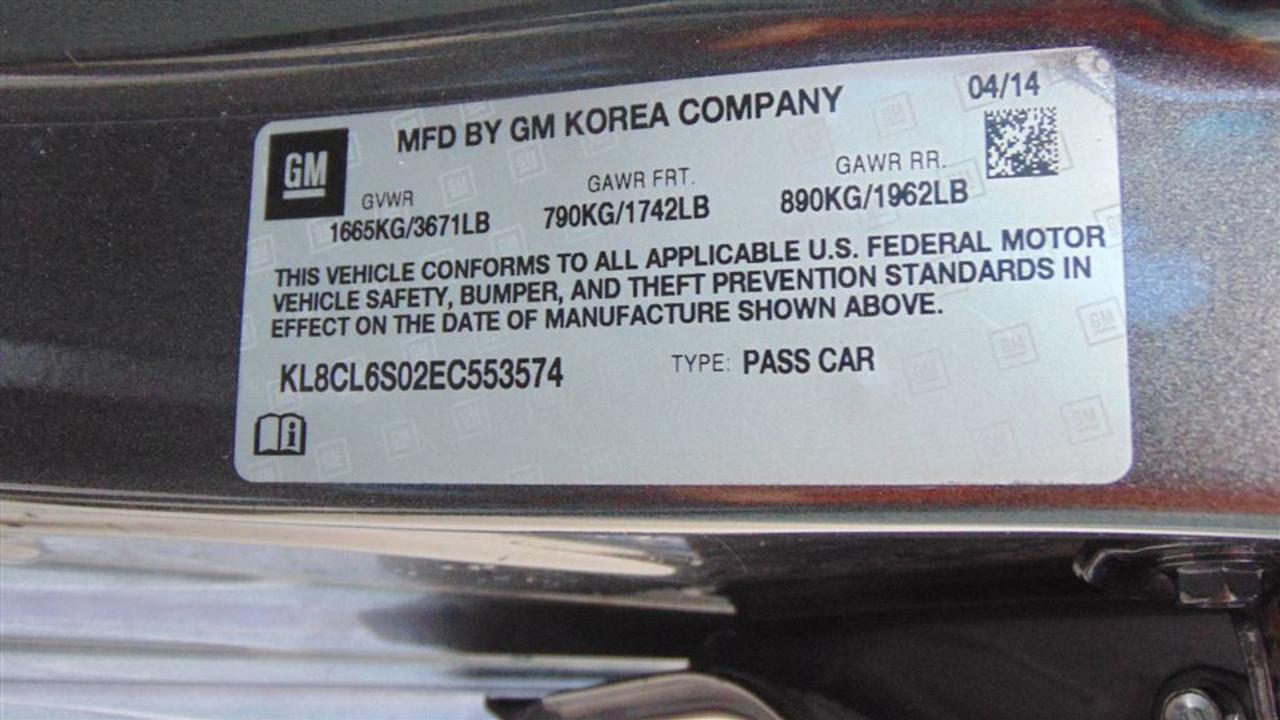 MFD BY GM KOREA COMPANY
04/14
GM
GVWR
GAWR FRT.
GAWR RR.
1665KG/3671LB
790KG/1742LB
890KG/1962LB
THIS VEHICLE CONFORMS TO ALL APPLICABLE U.S. FEDERAL MOTOR
VEHICLE SAFETY, BUMPER, AND THEFT PREVENTION STANDARDS IN
EFFECT ON THE DATE OF MANUFACTURE SHOWN ABOVE.
KL8CL6S02EC553574
TYPE: PASS CAR
i